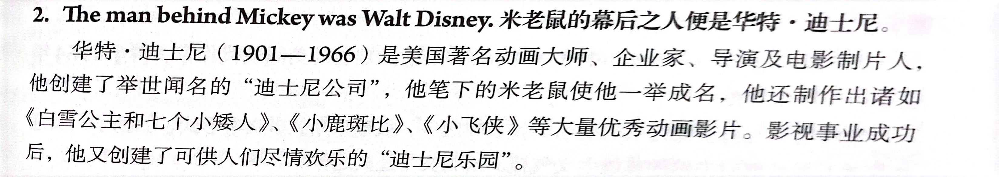 2. The man behind Mickey was Walt Disney. 米老鼠的幕后之人便是华特·迪士尼。
华特·迪士尼（1901—1966）是美国著名动画大师、企业家、导演及电影制片人，
他创建了举世闻名的“迪士尼公司”，他笔下的米老鼠使他一举成名，他还制作出诸如
《白雪公主和七个小矮人》、《小鹿斑比》、《小飞侠》等大量优秀动画影片。影视事业成功
后，他又创建了可供人们尽情欢乐的“迪士尼乐园”。